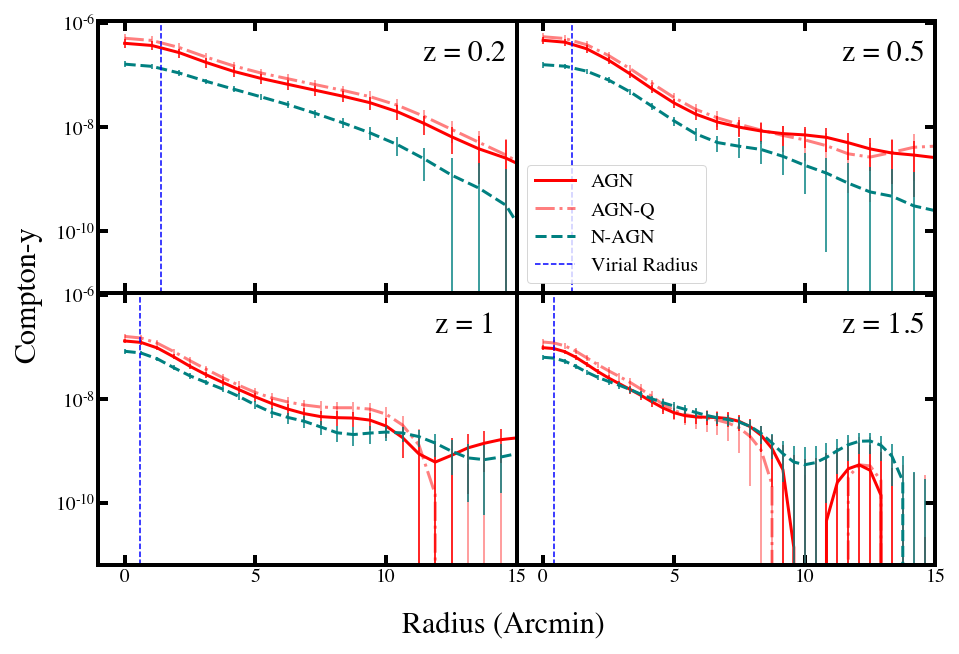 10⁻⁶
z = 0.2
z = 0.5
10⁻⁸
10⁻¹⁰
AGN
AGN-Q
N-AGN
Virial Radius
Compton-y
10⁻⁶
z = 1
z = 1.5
10⁻⁸
10⁻¹⁰
0 5 10 15 0 5 10 15
Radius (Arcmin)